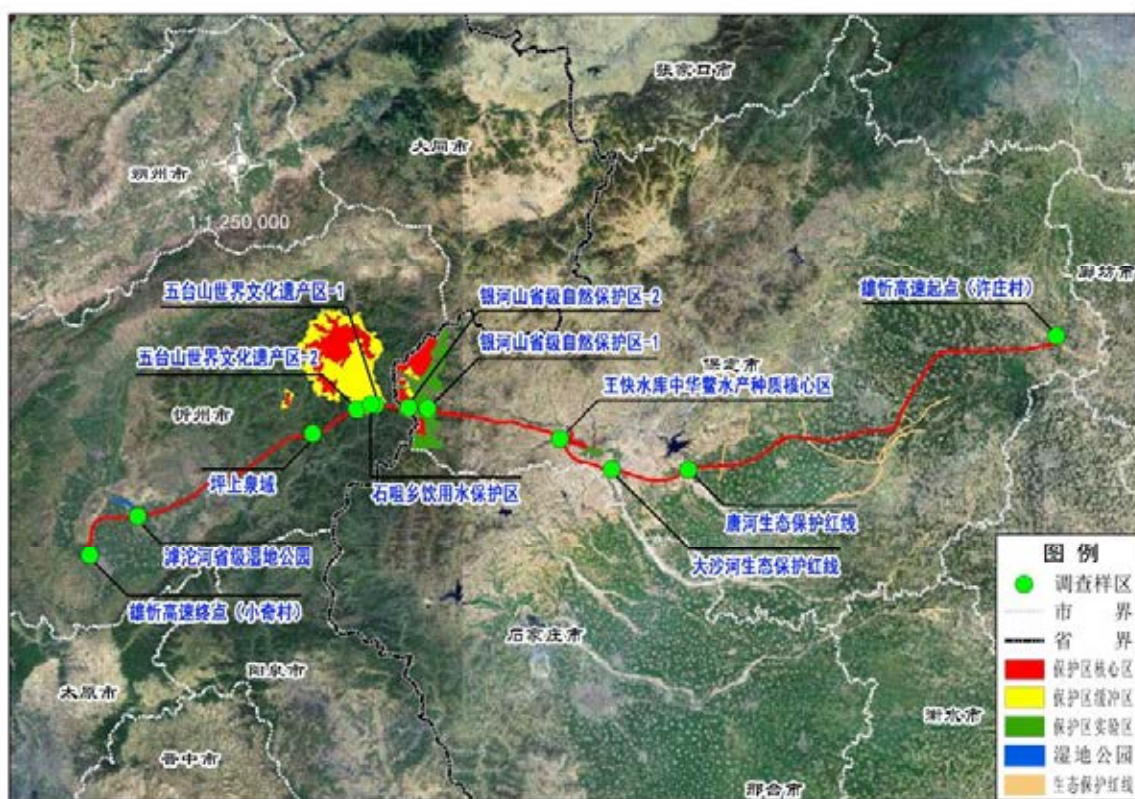 张家口市
大同市
朔州市
1:1,250,000
廊坊市
五台山世界文化遗产区-1
银河山省级自然保护区-2
雄忻高速起点（许庄村）
五台山世界文化遗产区-2
银河山省级自然保护区-1
保定市
王快水库中华鳖水产种质核心区
忻州市
坪上泉域
石咀乡饮用水保护区
唐河生态保护红线
滹沱河省级湿地公园
大沙河生态保护红线
雄忻高速终点（小奇村）
石家庄市
阳泉市
太原市
衡水市
晋中市
邢台市
图 例
调查样区
市 界
省 界
保护区核心区
保护区缓冲区
保护区实验区
湿地公园
生态保护红线